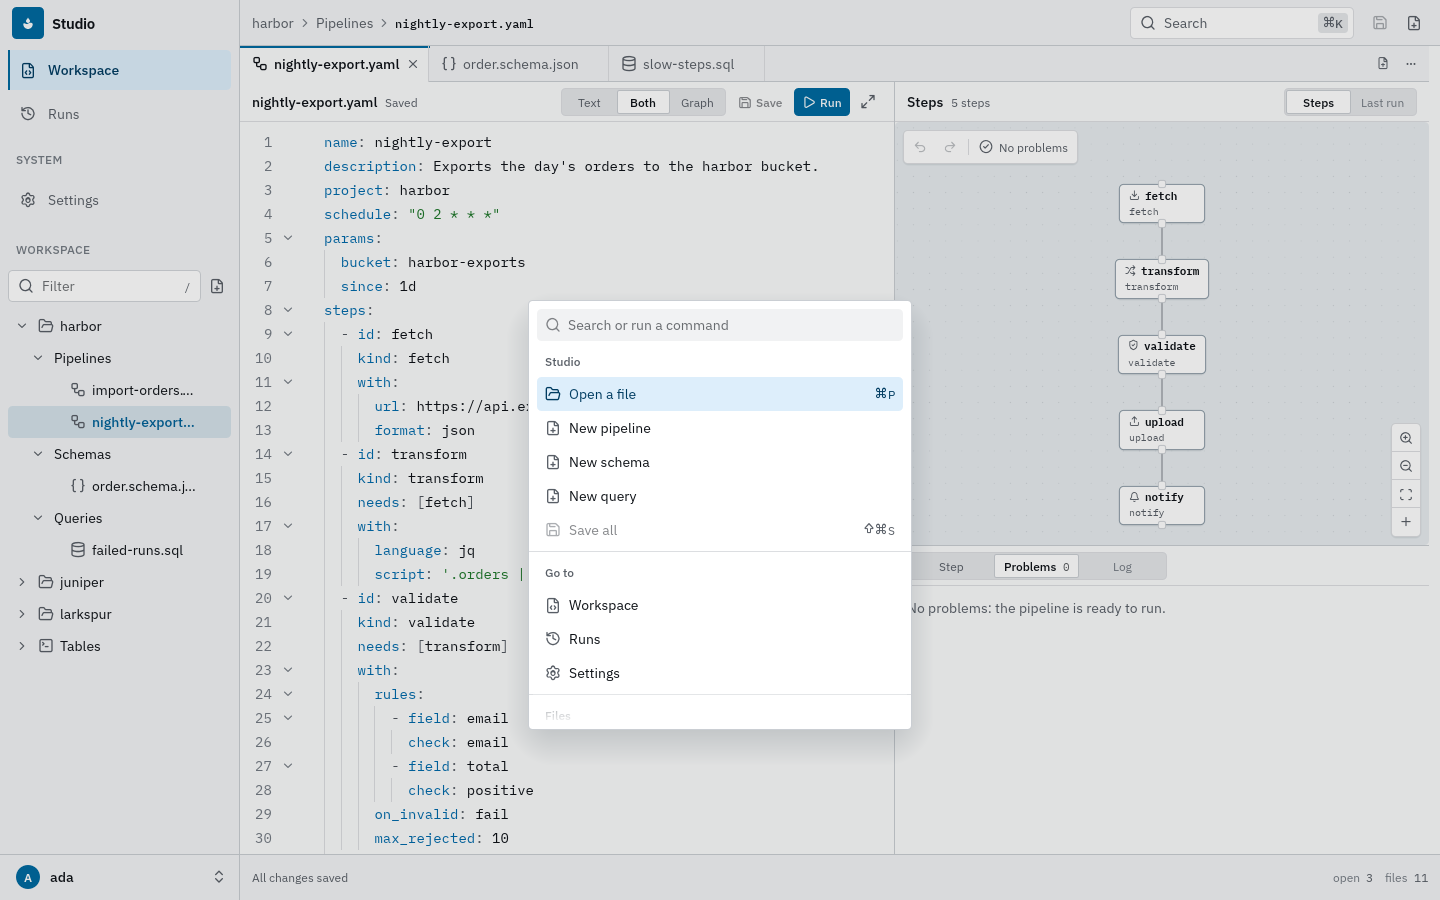 Studio
Workspace
Runs
SYSTEM
Settings
WORKSPACE
Filter /
harbor
Pipelines
import-orders....
nightly-export...
Schemas
order.schema.j...
Queries
failed-runs.sql
juniper
larkspur
Tables
A ada
harbor > Pipelines > nightly-export.yaml
Search ⌘K
nightly-export.yaml
order.schema.json
slow-steps.sql
nightly-export.yaml Saved
Text Both Graph
Save
Run
1 name: nightly-export
2 description: Exports the day's orders to the harbor bucket.
3 project: harbor
4 schedule: "0 2 * * *"
5 params:
6 bucket: harbor-exports
7 since: 1d
8 steps:
9 - id: fetch
10 kind: fetch
11 with:
12 url: https://api.e
13 format: json
14 - id: transform
15 kind: transform
16 needs: [fetch]
17 with:
18 language: jq
19 script: '.orders |
20 - id: validate
21 kind: validate
22 needs: [transform]
23 with:
24 rules:
25 - field: email
26 check: email
27 - field: total
28 check: positive
29 on_invalid: fail
30 max_rejected: 10
Search or run a command
Studio
Open a file ⌘P
New pipeline
New schema
New query
Save all ⇧⌘S
Go to
Workspace
Runs
Settings
Files
Steps 5 steps
Steps Last run
No problems
fetch
fetch
transform
transform
validate
validate
upload
upload
notify
notify
Step Problems 0 Log
No problems: the pipeline is ready to run.
All changes saved
open 3 files 11